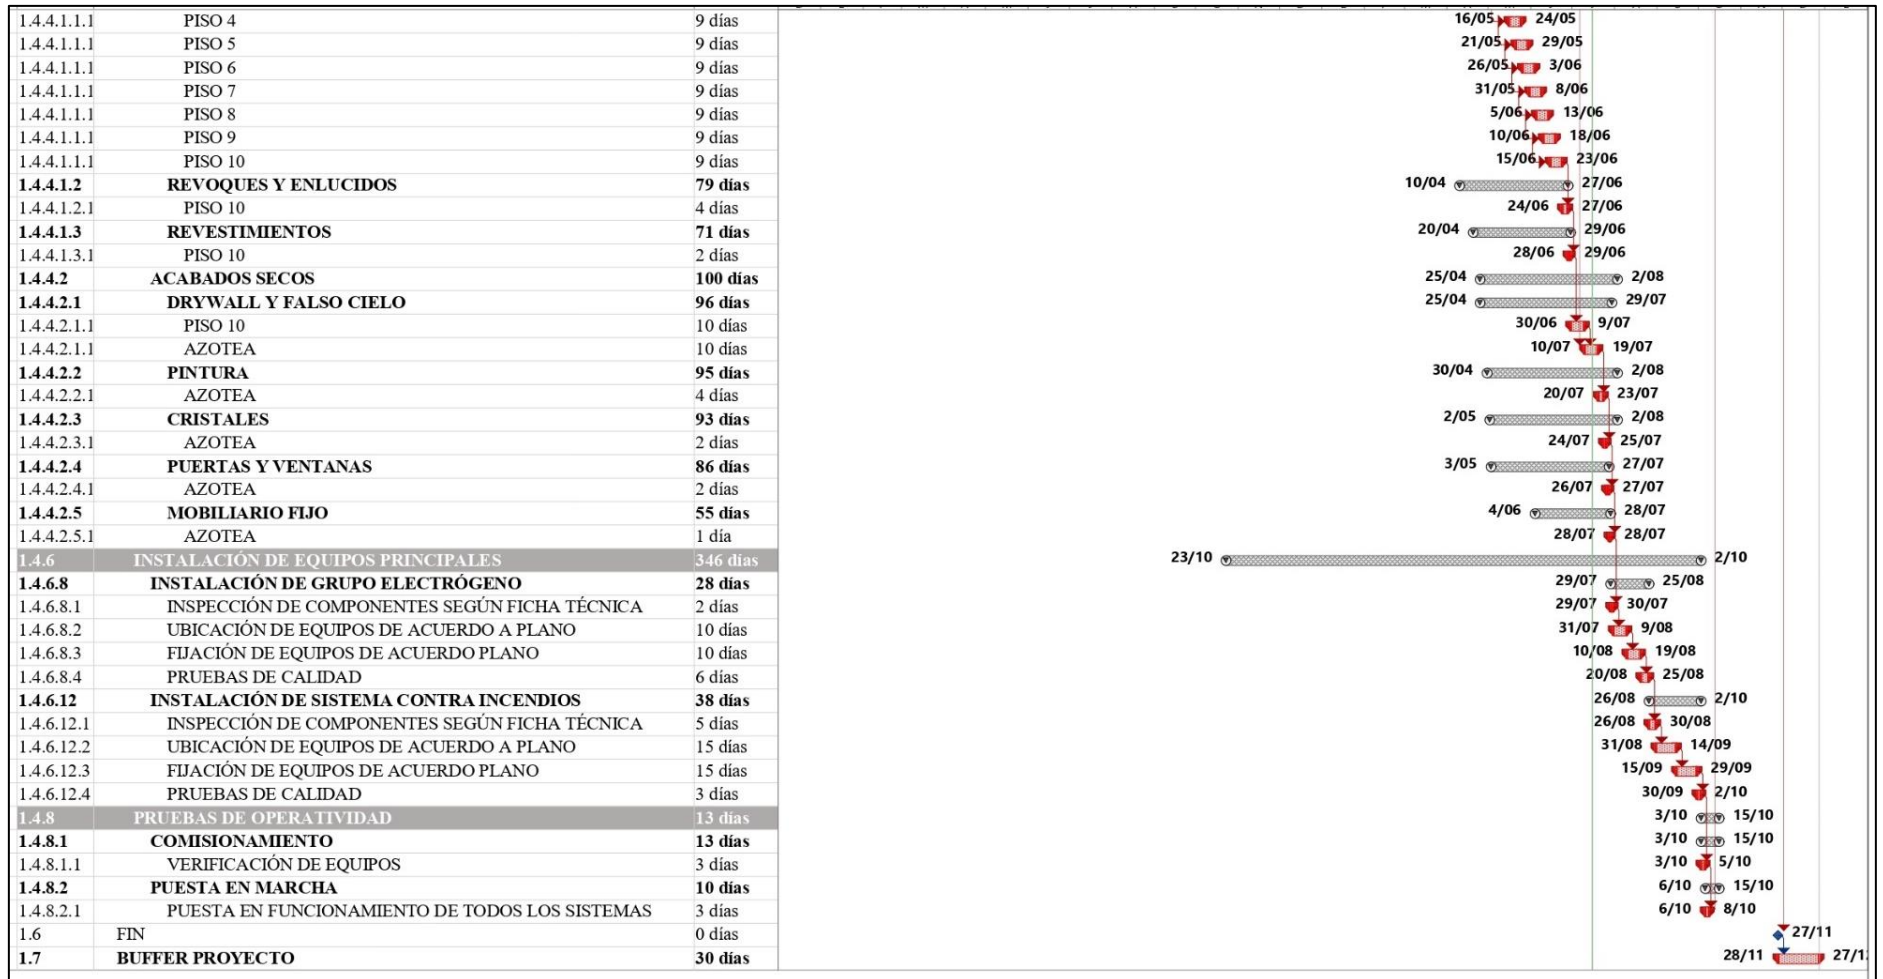 1.4.4.1.1.1 PISO 4 9 días 16/05 24/05
1.4.4.1.1.1 PISO 5 9 días 21/05 29/05
1.4.4.1.1.1 PISO 6 9 días 26/05 3/06
1.4.4.1.1.1 PISO 7 9 días 31/05 8/06
1.4.4.1.1.1 PISO 8 9 días 5/06 13/06
1.4.4.1.1.1 PISO 9 9 días 10/06 18/06
1.4.4.1.1.1 PISO 10 9 días 15/06 23/06
1.4.4.1.2 REVOQUES Y ENLUCIDOS 79 días 10/04 27/06
1.4.4.1.2.1 PISO 10 4 días 24/06 27/06
1.4.4.1.3 REVESTIMIENTOS 71 días 20/04 29/06
1.4.4.1.3.1 PISO 10 2 días 28/06 29/06
1.4.4.2 ACABADOS SECOS 100 días 25/04 2/08
1.4.4.2.1 DRYWALL Y FALSO CIELO 96 días 25/04 29/07
1.4.4.2.1.1 PISO 10 10 días 30/06 9/07
1.4.4.2.1.1 AZOTEA 10 días 10/07 19/07
1.4.4.2.2 PINTURA 95 días 30/04 2/08
1.4.4.2.2.1 AZOTEA 4 días 20/07 23/07
1.4.4.2.3 CRISTALES 93 días 2/05 2/08
1.4.4.2.3.1 AZOTEA 2 días 24/07 25/07
1.4.4.2.4 PUERTAS Y VENTANAS 86 días 3/05 27/07
1.4.4.2.4.1 AZOTEA 2 días 26/07 27/07
1.4.4.2.5 MOBILIARIO FIJO 55 días 4/06 28/07
1.4.4.2.5.1 AZOTEA 1 día 28/07 28/07
1.4.6 INSTALACIÓN DE EQUIPOS PRINCIPALES 346 días 23/10 2/10
1.4.6.8 INSTALACIÓN DE GRUPO ELECTRÓGENO 28 días 29/07 25/08
1.4.6.8.1 INSPECCIÓN DE COMPONENTES SEGÚN FICHA TÉCNICA 2 días 29/07 30/07
1.4.6.8.2 UBICACIÓN DE EQUIPOS DE ACUERDO A PLANO 10 días 31/07 9/08
1.4.6.8.3 FIJACIÓN DE EQUIPOS DE ACUERDO PLANO 10 días 10/08 19/08
1.4.6.8.4 PRUEBAS DE CALIDAD 6 días 20/08 25/08
1.4.6.12 INSTALACIÓN DE SISTEMA CONTRA INCENDIOS 38 días 26/08 2/10
1.4.6.12.1 INSPECCIÓN DE COMPONENTES SEGÚN FICHA TÉCNICA 5 días 26/08 30/08
1.4.6.12.2 UBICACIÓN DE EQUIPOS DE ACUERDO A PLANO 15 días 31/08 14/09
1.4.6.12.3 FIJACIÓN DE EQUIPOS DE ACUERDO PLANO 15 días 15/09 29/09
1.4.6.12.4 PRUEBAS DE CALIDAD 3 días 30/09 2/10
1.4.8 PRUEBAS DE OPERATIVIDAD 13 días 3/10 15/10
1.4.8.1 COMISIONAMIENTO 13 días 3/10 15/10
1.4.8.1.1 VERIFICACIÓN DE EQUIPOS 3 días 3/10 5/10
1.4.8.2 PUESTA EN MARCHA 10 días 6/10 15/10
1.4.8.2.1 PUESTA EN FUNCIONAMIENTO DE TODOS LOS SISTEMAS 3 días 6/10 8/10
1.6 FIN 0 días 27/11
1.7 BUFFER PROYECTO 30 días 28/11